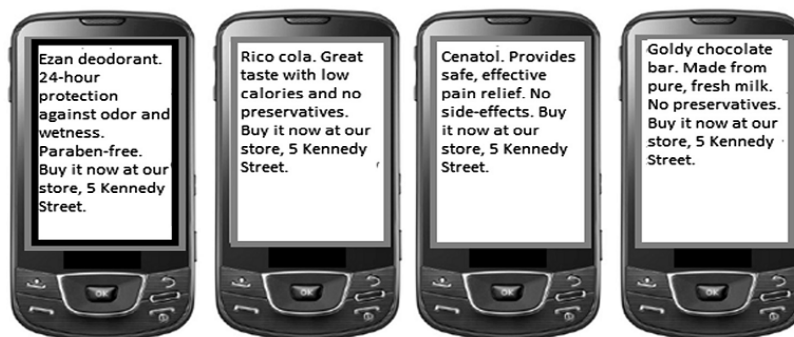 Ezan deodorant.
24-hour
protection
against odor and
wetness.
Paraben-free.
Buy it now at our
store, 5 Kennedy
Street.
OK
Rico cola. Great
taste with low
calories and no
preservatives.
Buy it now at our
store, 5 Kennedy
Street.
OK
Cenatol. Provides
safe, effective
pain relief. No
side-effects. Buy
it now at our
store, 5 Kennedy
Street.
OK
Goldy chocolate
bar. Made from
pure, fresh milk.
No preservatives.
Buy it now at our
store, 5 Kennedy
Street.
OK